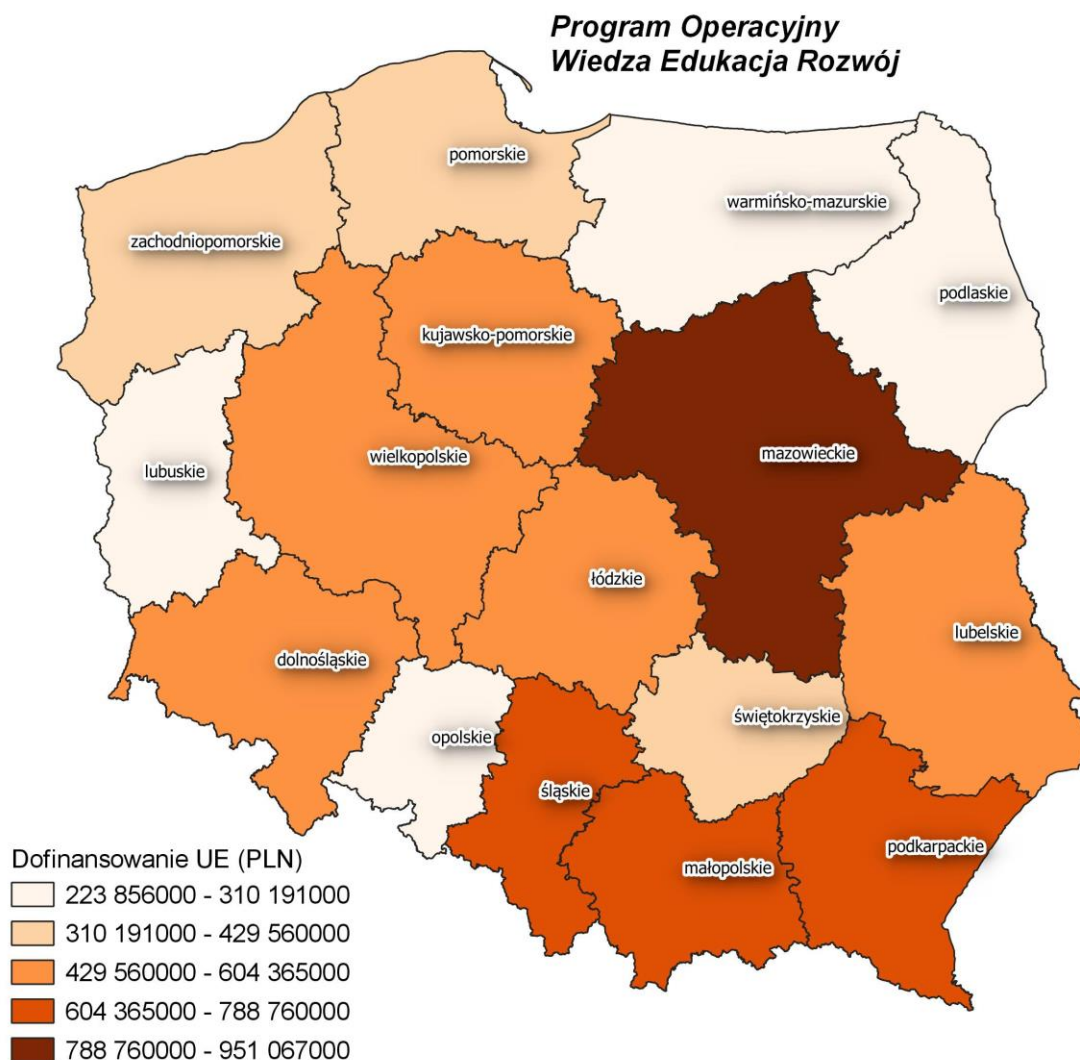 Program Operacyjny
Wiedza Edukacja Rozwój
pomorskie
warmińsko-mazurskie
zachodniopomorskie
podlaskie
kujawsko-pomorskie
mazowieckie
wielkopolskie
lubuskie
łódzkie
lubelskie
dolnośląskie
świętokrzyskie
opolskie
śląskie
podkarpackie
małopolskie
Dofinansowanie UE (PLN)
223 856000 - 310 191000
310 191000 - 429 560000
429 560000 - 604 365000
604 365000 - 788 760000
788 760000 - 951 067000